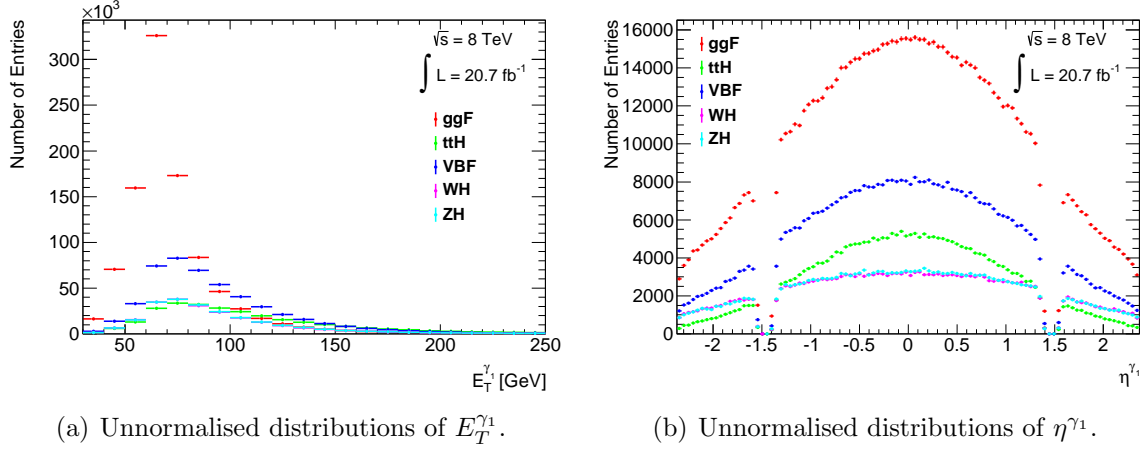 ×10³
Number of Entries
350
300
250
200
150
100
50
0
√s = 8 TeV
∫ L = 20.7 fb⁻¹
ggF
ttH
VBF
WH
ZH
50 100 150 200 250
E_T^γ₁ [GeV]
(a) Unnormalised distributions of E_T^γ₁.
Number of Entries
16000
14000
12000
10000
8000
6000
4000
2000
0
ggF
ttH
VBF
WH
ZH
√s = 8 TeV
∫ L = 20.7 fb⁻¹
-2 -1.5 -1 -0.5 0 0.5 1 1.5 2
η^γ₁
(b) Unnormalised distributions of η^γ₁.